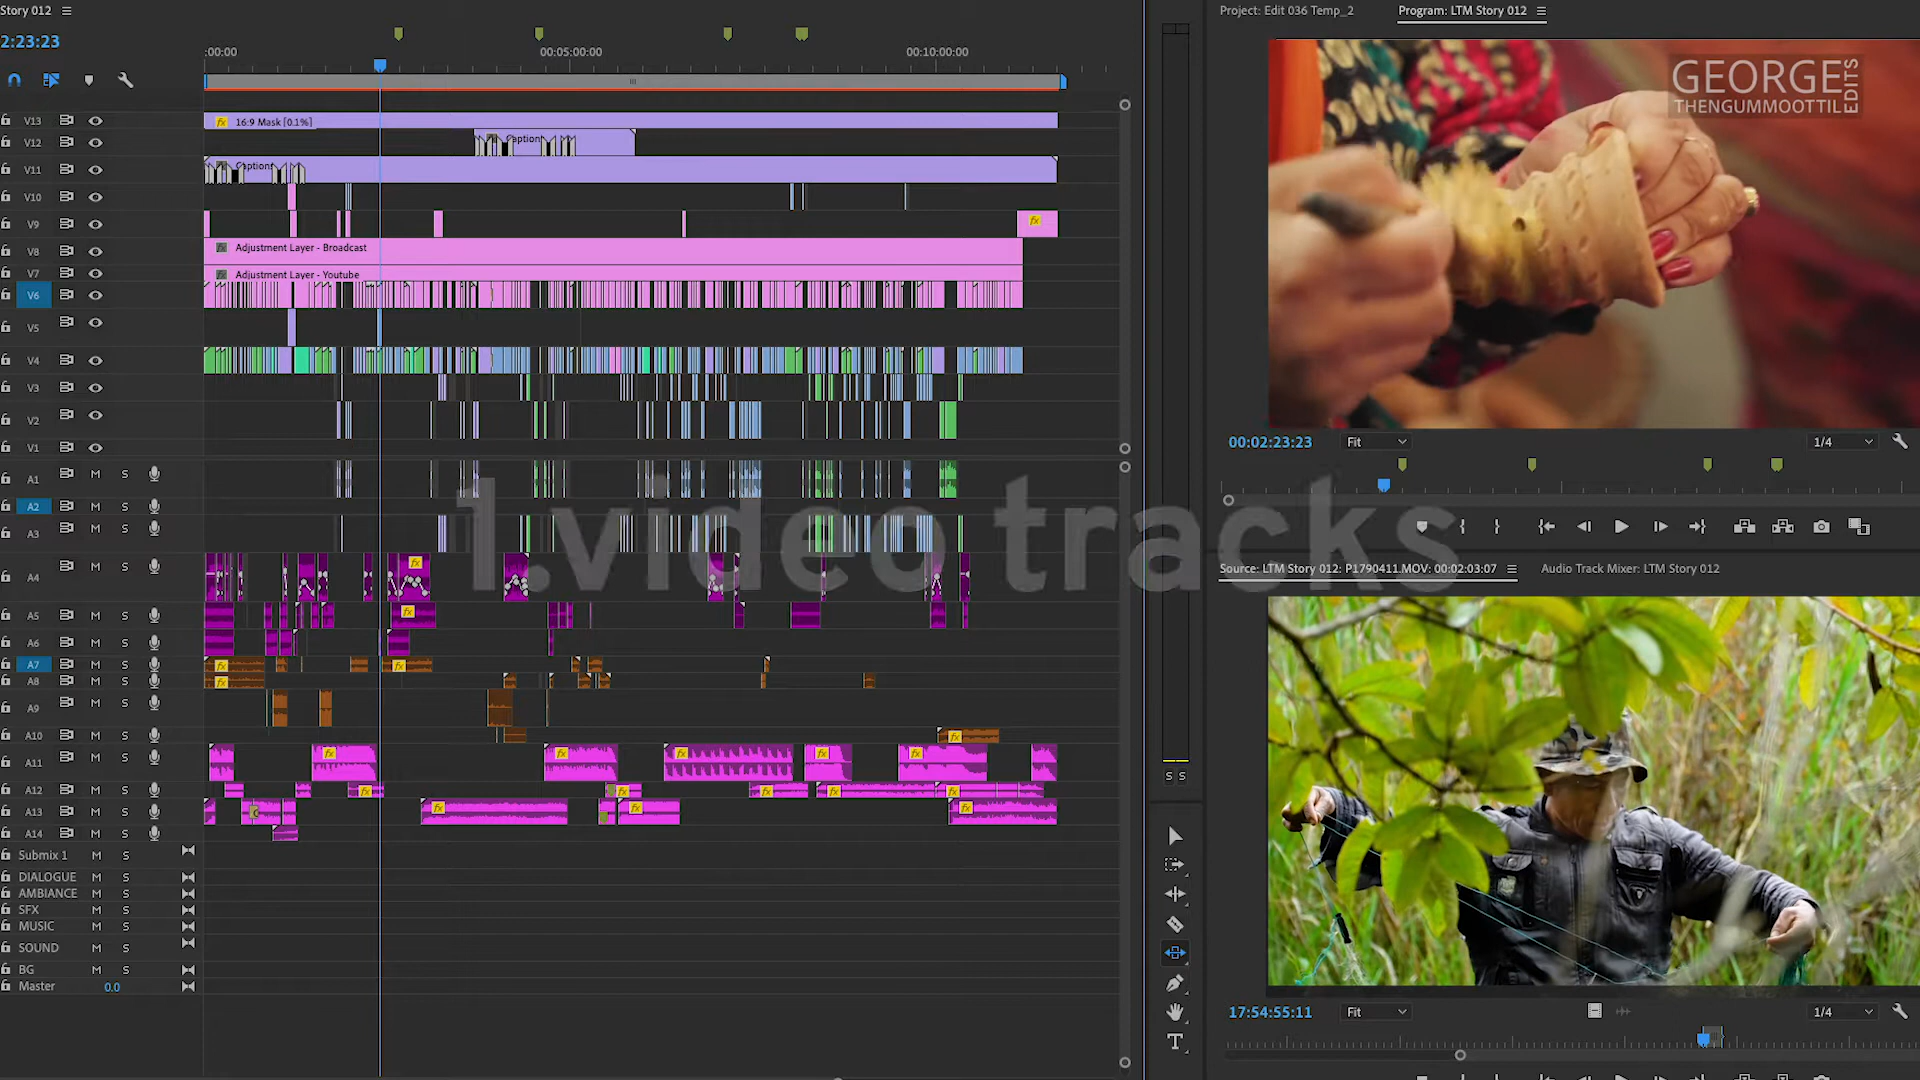 Story 012
2:23:23
:00:00
00:05:00:00
00:10:00:00
V13
16:9 Mask [0.1%]
V12
V11
V10
V9
V8
Adjustment Layer - Broadcast
V7
Adjustment Layer - Youtube
V6
V5
V4
V3
V2
V1
A1 M S
A2 M S
A3 M S
A4 M S
A5 M S
A6 M S
A7 M S
A8 M S
A9 M S
A10 M S
A11 M S
A12 M S
A13 M S
A14 M S
Submix 1 M S
DIALOGUE M S
AMBIANCE M S
SFX M S
MUSIC M S
SOUND M S
BG M S
Master 0.0
1.video tracks
S S
Project: Edit 036 Temp_2
Program: LTM Story 012
GEORGE
THENGUMMOOTTIL
EDITS
00:02:23:23
Fit
1/4
Source: LTM Story 012: P1790411.MOV: 00:02:03:07
Audio Track Mixer: LTM Story 012
17:54:55:11
Fit
1/4